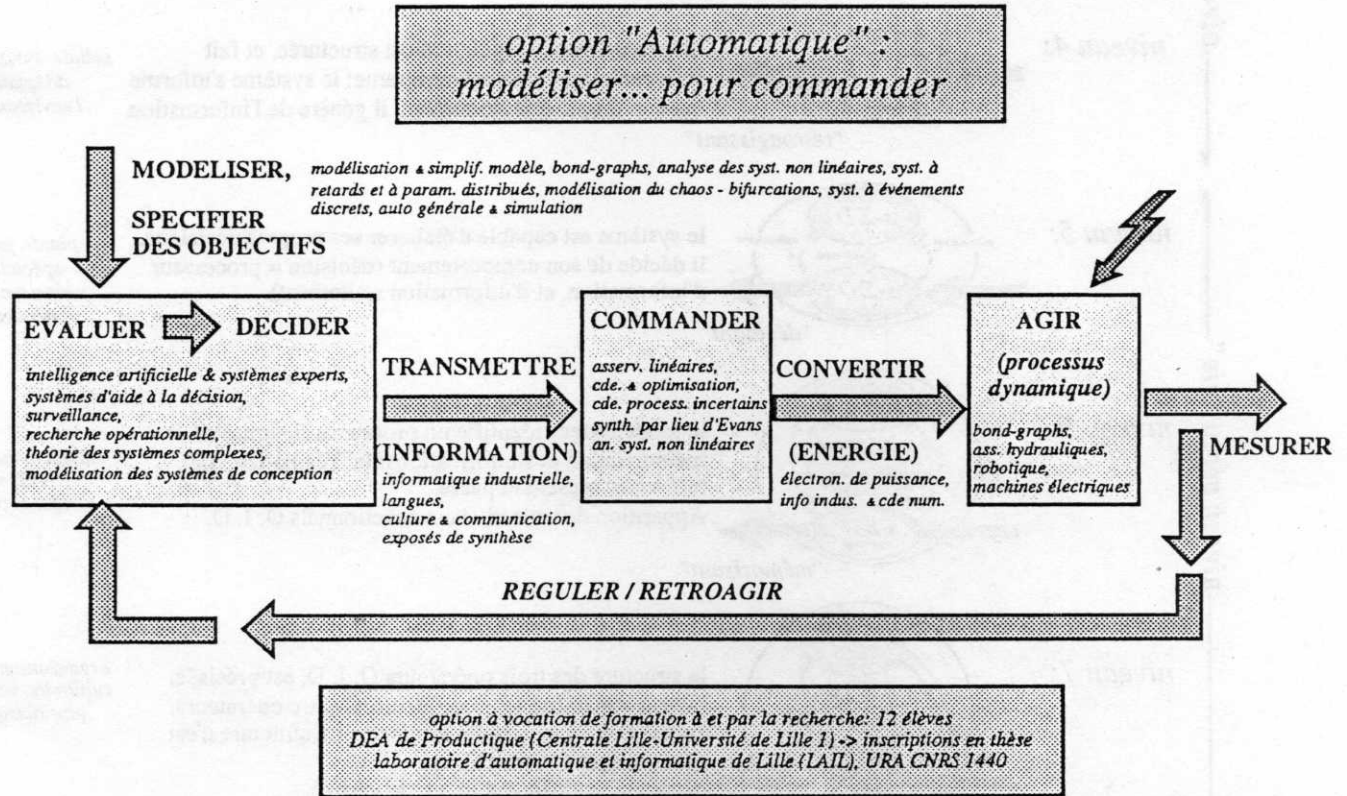 option "Automatique" :
modéliser... pour commander
MODELISER,
modélisation & simplif. modèle, bond-graphs, analyse des syst. non linéaires, syst. à
retards et à param. distribués, modélisation du chaos - bifurcations, syst. à événements
discrets, auto générale & simulation
SPECIFIER
DES OBJECTIFS
EVALUER DECIDER
intelligence artificielle & systèmes experts,
systèmes d'aide à la décision,
surveillance,
recherche opérationnelle,
théorie des systèmes complexes,
modélisation des systèmes de conception
TRANSMETTRE
(INFORMATION)
informatique industrielle,
langues,
culture & communication,
exposés de synthèse
COMMANDER
asserv. linéaires,
cde. & optimisation,
cde. process. incertains
synth. par lieu d'Evans
an. syst. non linéaires
CONVERTIR
(ENERGIE)
électron. de puissance,
info indus. & cde num.
AGIR
(processus
dynamique)
bond-graphs,
ass. hydrauliques,
robotique,
machines électriques
MESURER
REGULER / RETROAGIR
option à vocation de formation à et par la recherche: 12 élèves
DEA de Productique (Centrale Lille-Université de Lille 1) -> inscriptions en thèse
laboratoire d'automatique et informatique de Lille (LAIL), URA CNRS 1440